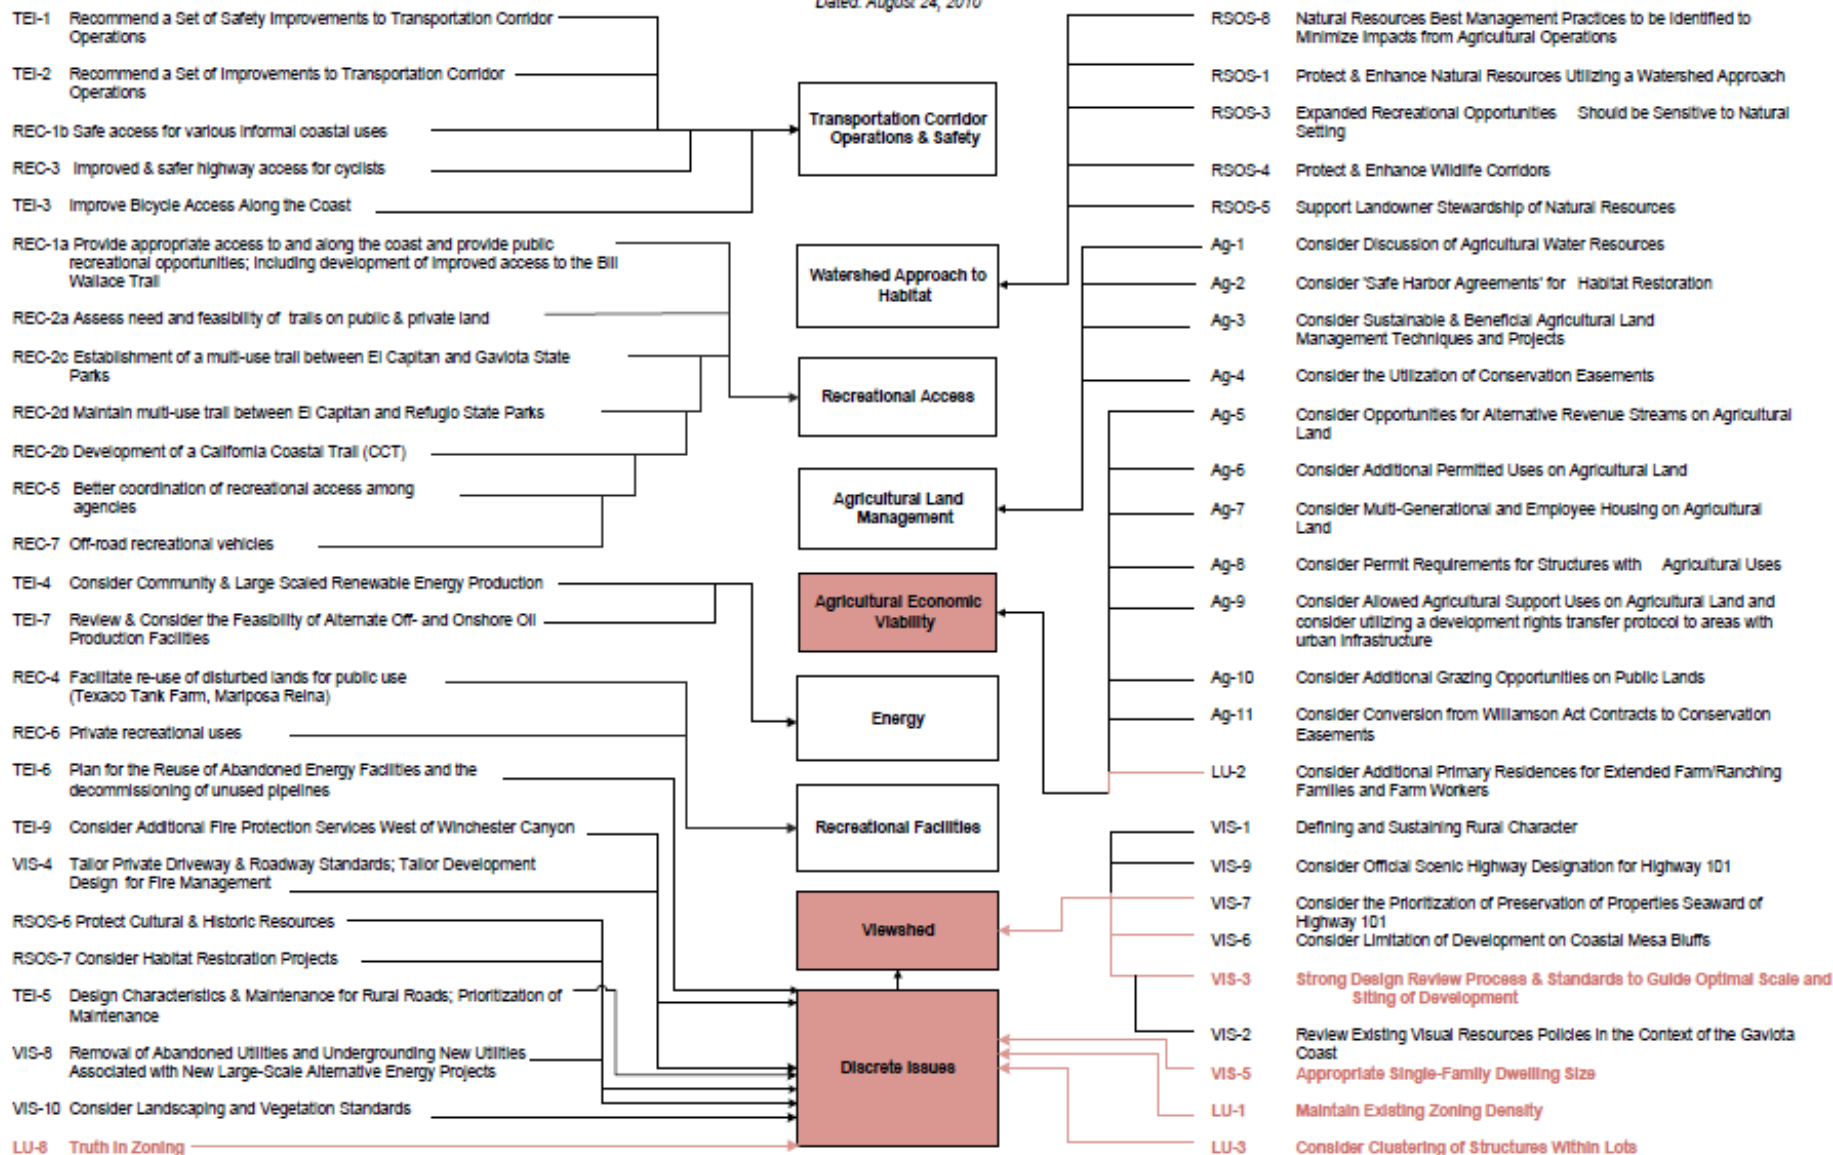 Dated: August 24, 2010
TEI-1 Recommend a Set of Safety Improvements to Transportation Corridor
Operations
TEI-2 Recommend a Set of Improvements to Transportation Corridor
Operations
REC-1b Safe access for various informal coastal uses
REC-3 Improved & safer highway access for cyclists
TEI-3 Improve Bicycle Access Along the Coast
REC-1a Provide appropriate access to and along the coast and provide public
recreational opportunities; including development of improved access to the Bill
Wallace Trail
REC-2a Assess need and feasibility of trails on public & private land
REC-2c Establishment of a multi-use trail between El Capitan and Gaviota State
Parks
REC-2d Maintain multi-use trail between El Capitan and Refugio State Parks
REC-2b Development of a California Coastal Trail (CCT)
REC-5 Better coordination of recreational access among
agencies
REC-7 Off-road recreational vehicles
TEI-4 Consider Community & Large Scaled Renewable Energy Production
TEI-7 Review & Consider the Feasibility of Alternate Off- and Onshore Oil
Production Facilities
REC-4 Facilitate re-use of disturbed lands for public use
(Texaco Tank Farm, Mariposa Reina)
REC-6 Private recreational uses
TEI-6 Plan for the Reuse of Abandoned Energy Facilities and the
decommissioning of unused pipelines
TEI-9 Consider Additional Fire Protection Services West of Winchester Canyon
VIS-4 Tailor Private Driveway & Roadway Standards; Tailor Development
Design for Fire Management
RSOS-6 Protect Cultural & Historic Resources
RSOS-7 Consider Habitat Restoration Projects
TEI-5 Design Characteristics & Maintenance for Rural Roads; Prioritization of
Maintenance
VIS-8 Removal of Abandoned Utilities and Undergrounding New Utilities
Associated with New Large-Scale Alternative Energy Projects
VIS-10 Consider Landscaping and Vegetation Standards
LU-8 Truth in Zoning
Transportation Corridor
Operations & Safety
Watershed Approach to
Habitat
Recreational Access
Agricultural Land
Management
Agricultural Economic
Viability
Energy
Recreational Facilities
Viewshed
Discrete Issues
RSOS-8 Natural Resources Best Management Practices to be Identified to
Minimize Impacts from Agricultural Operations
RSOS-1 Protect & Enhance Natural Resources Utilizing a Watershed Approach
RSOS-3 Expanded Recreational Opportunities Should be Sensitive to Natural
Setting
RSOS-4 Protect & Enhance Wildlife Corridors
RSOS-5 Support Landowner Stewardship of Natural Resources
Ag-1 Consider Discussion of Agricultural Water Resources
Ag-2 Consider 'Safe Harbor Agreements' for Habitat Restoration
Ag-3 Consider Sustainable & Beneficial Agricultural Land
Management Techniques and Projects
Ag-4 Consider the Utilization of Conservation Easements
Ag-5 Consider Opportunities for Alternative Revenue Streams on Agricultural
Land
Ag-6 Consider Additional Permitted Uses on Agricultural Land
Ag-7 Consider Multi-Generational and Employee Housing on Agricultural
Land
Ag-8 Consider Permit Requirements for Structures with Agricultural Uses
Ag-9 Consider Allowed Agricultural Support Uses on Agricultural Land and
consider utilizing a development rights transfer protocol to areas with
urban infrastructure
Ag-10 Consider Additional Grazing Opportunities on Public Lands
Ag-11 Consider Conversion from Williamson Act Contracts to Conservation
Easements
LU-2 Consider Additional Primary Residences for Extended Farm/Ranching
Families and Farm Workers
VIS-1 Defining and Sustaining Rural Character
VIS-9 Consider Official Scenic Highway Designation for Highway 101
VIS-7 Consider the Prioritization of Preservation of Properties Seaward of
Highway 101
VIS-6 Consider Limitation of Development on Coastal Mesa Bluffs
VIS-3 Strong Design Review Process & Standards to Guide Optimal Scale and
Siting of Development
VIS-2 Review Existing Visual Resources Policies in the Context of the Gaviota
Coast
VIS-5 Appropriate Single-Family Dwelling Size
LU-1 Maintain Existing Zoning Density
LU-3 Consider Clustering of Structures Within Lots